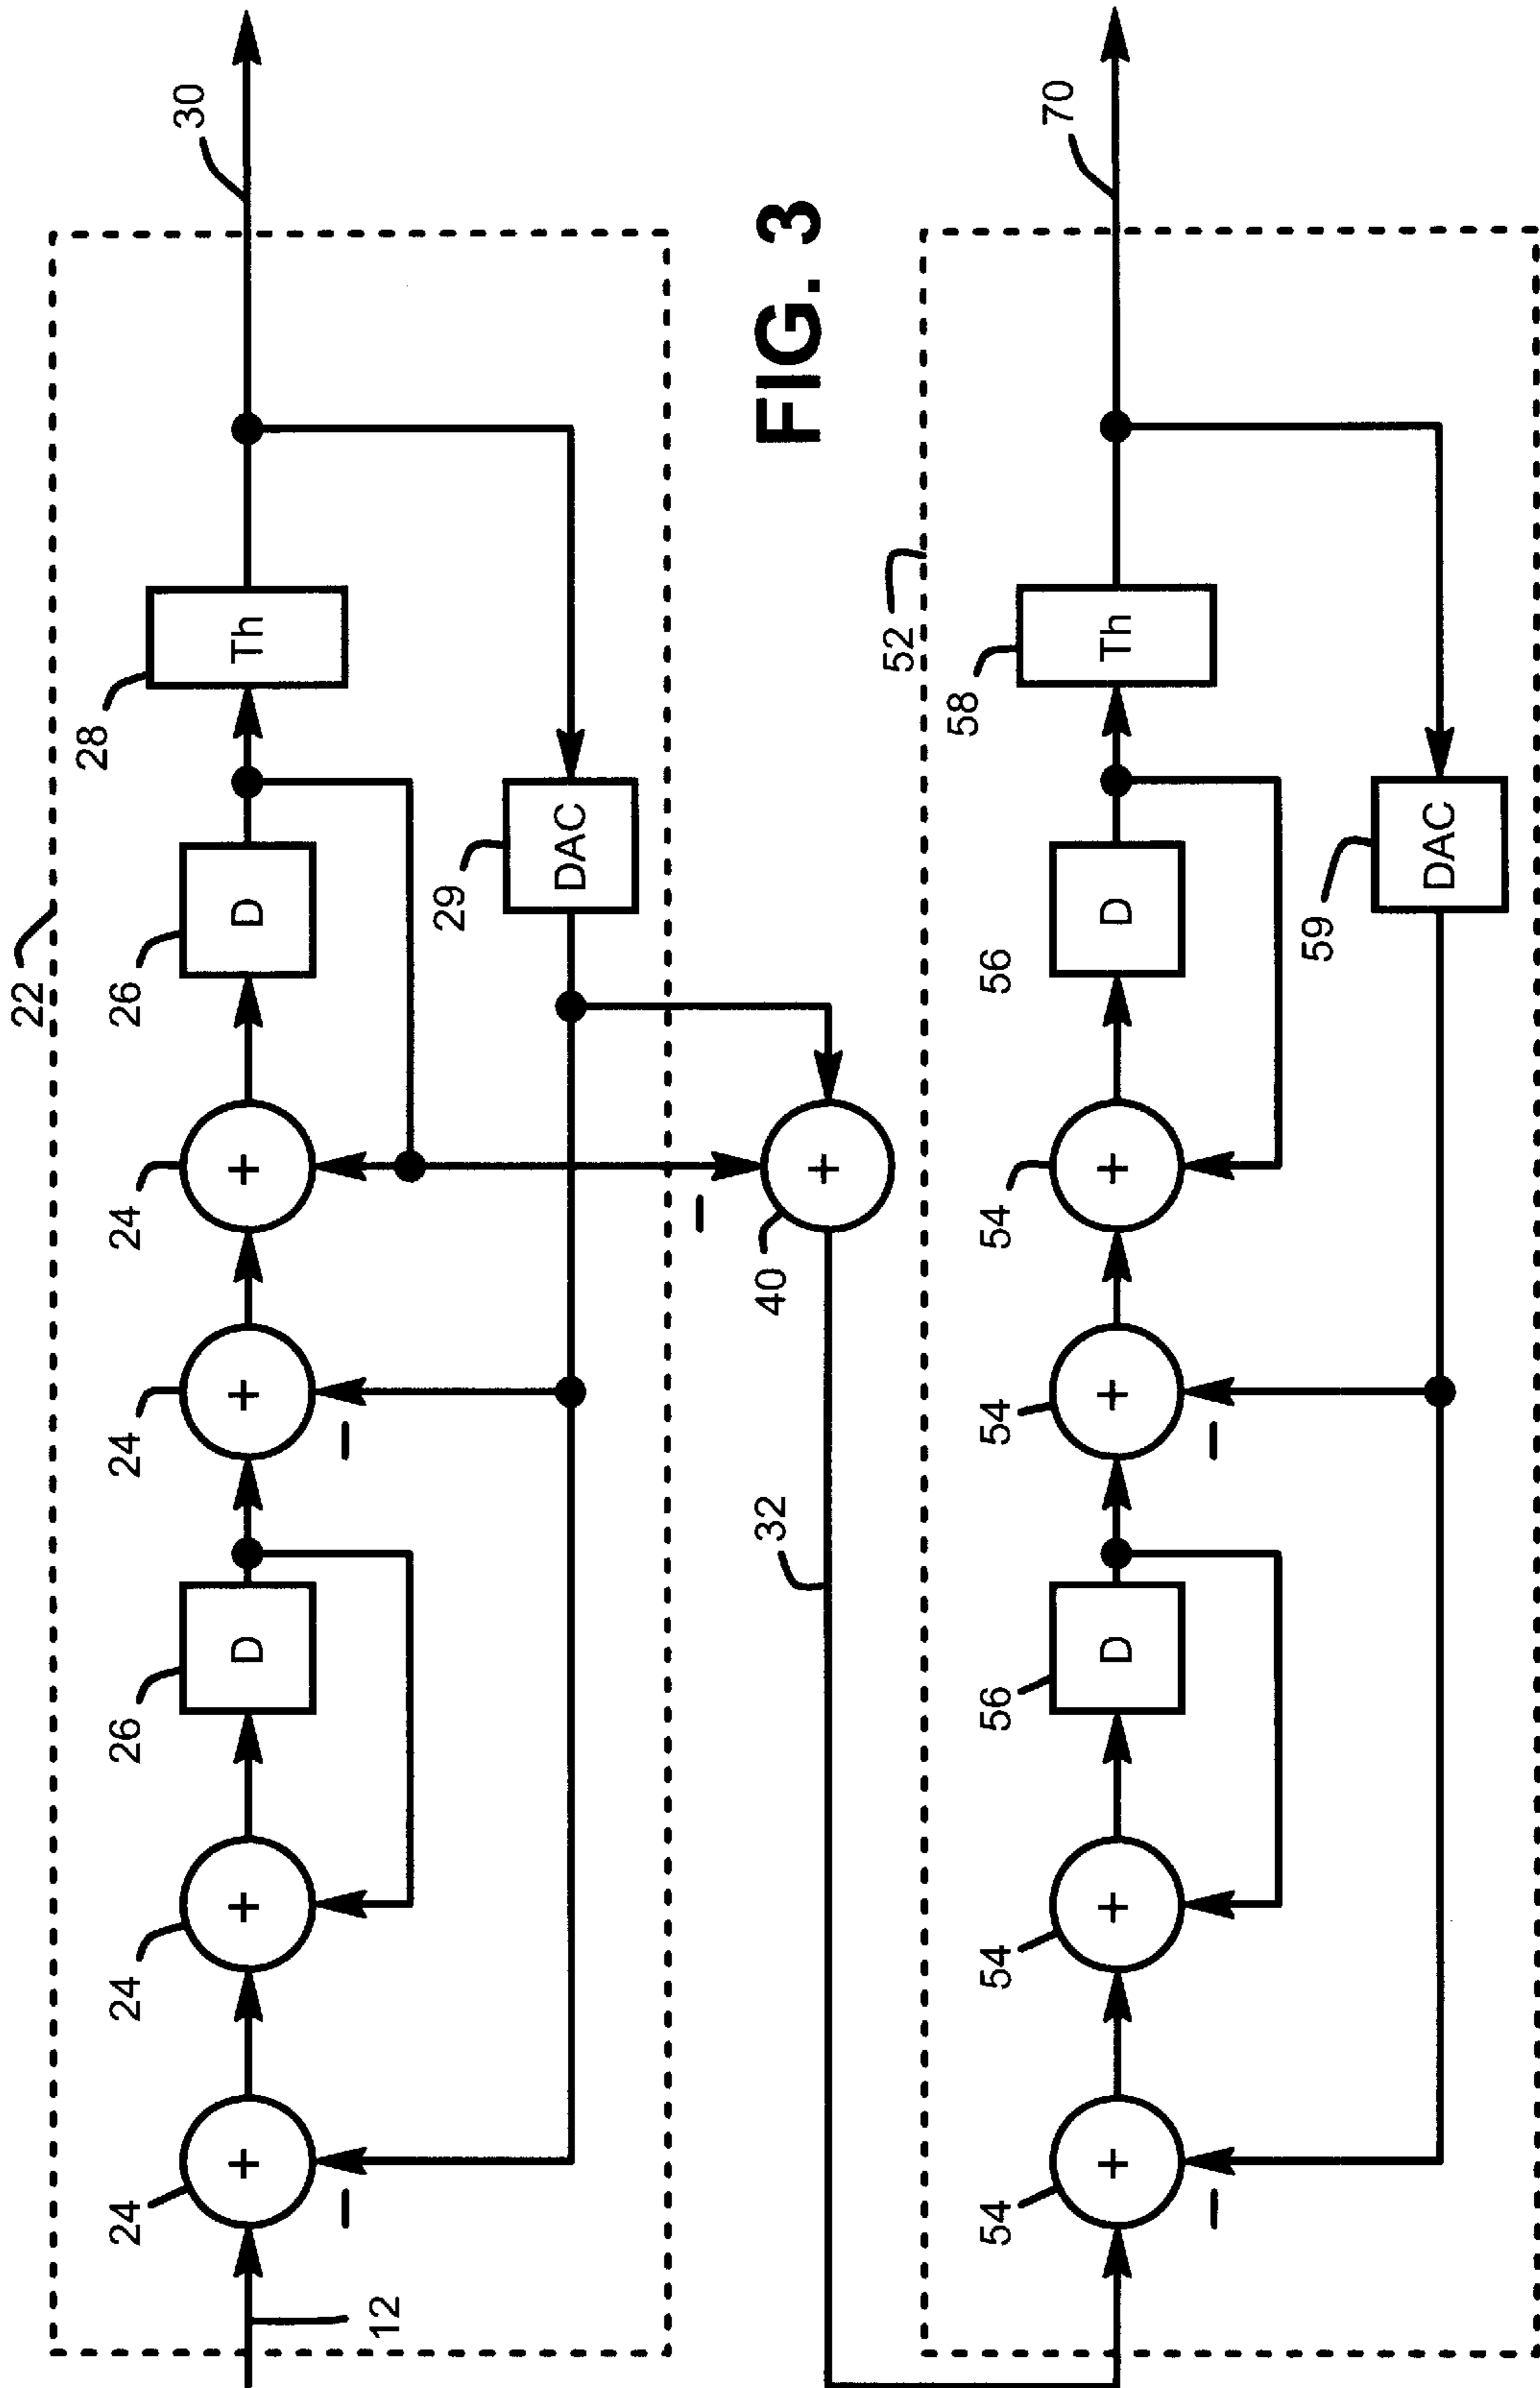 22
28
24 24 26 24 24 26
30
+ + D + + D Th
− −
12
29
DAC
−
40 32
FIG. 3
+
52
58
54 54 56 54 54 56
70
+ + D + + D Th
− −
59
DAC